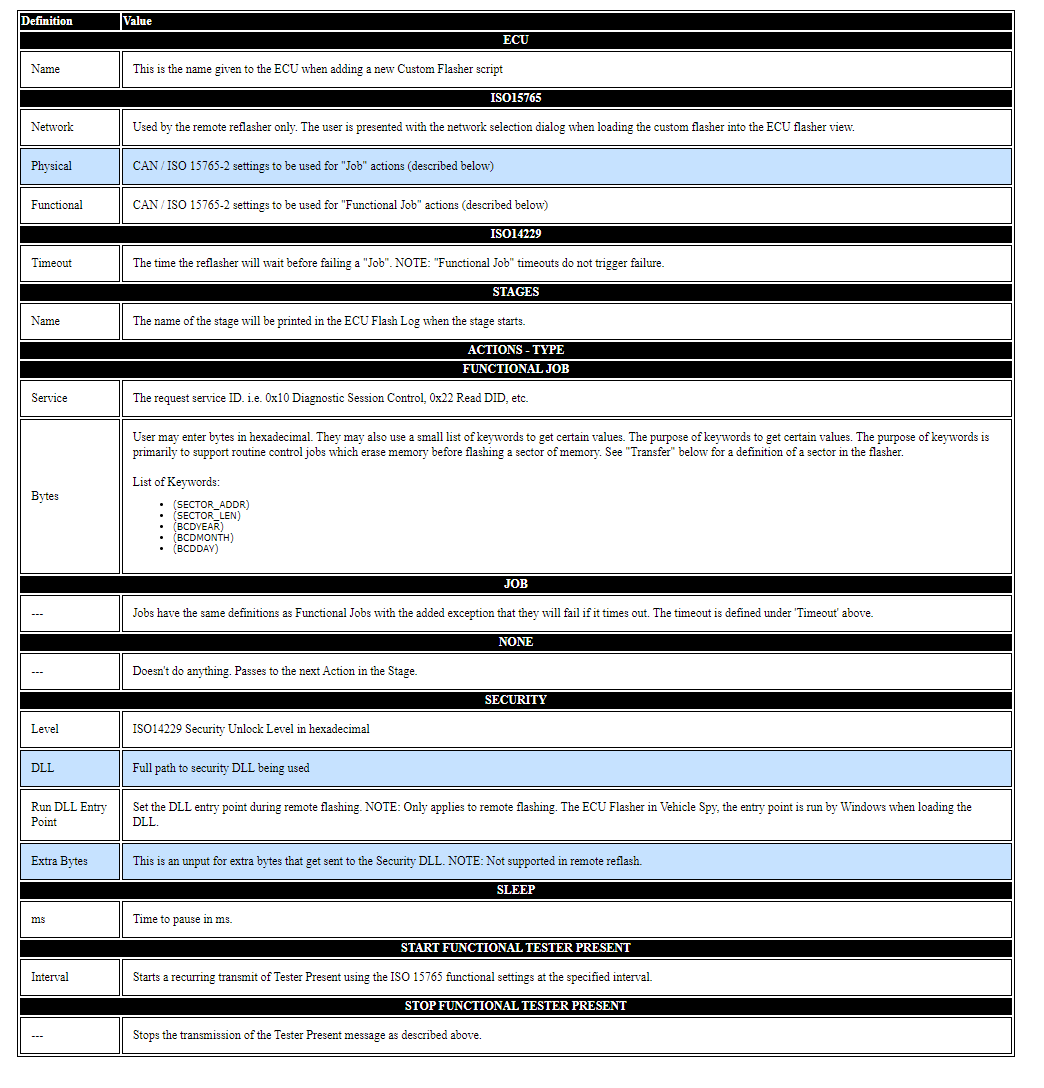 Definition Value
ECU
Name This is the name given to the ECU when adding a new Custom Flasher script
ISO15765
Network Used by the remote reflasher only. The user is presented with the network selection dialog when loading the custom flasher into the ECU flasher view.
Physical CAN / ISO 15765-2 settings to be used for "Job" actions (described below)
Functional CAN / ISO 15765-2 settings to be used for "Functional Job" actions (described below)
ISO14229
Timeout The time the reflasher will wait before failing a "Job". NOTE: "Functional Job" timeouts do not trigger failure.
STAGES
Name The name of the stage will be printed in the ECU Flash Log when the stage starts.
ACTIONS - TYPE
FUNCTIONAL JOB
Service The request service ID. i.e. 0x10 Diagnostic Session Control, 0x22 Read DID, etc.
Bytes
User may enter bytes in hexadecimal. They may also use a small list of keywords to get certain values. The purpose of keywords to get certain values. The purpose of keywords is
primarily to support routine control jobs which erase memory before flashing a sector of memory. See "Transfer" below for a definition of a sector in the flasher.
List of Keywords:
• (SECTOR_ADDR)
• (SECTOR_LEN)
• (BCDYEAR)
• (BCDMONTH)
• (BCDDAY)
JOB
--- Jobs have the same definitions as Functional Jobs with the added exception that they will fail if it times out. The timeout is defined under 'Timeout' above.
NONE
--- Doesn't do anything. Passes to the next Action in the Stage.
SECURITY
Level ISO14229 Security Unlock Level in hexadecimal
DLL Full path to security DLL being used
Run DLL Entry
Point
Set the DLL entry point during remote flashing. NOTE: Only applies to remote flashing. The ECU Flasher in Vehicle Spy, the entry point is run by Windows when loading the
DLL.
Extra Bytes This is an unput for extra bytes that get sent to the Security DLL. NOTE: Not supported in remote reflash.
SLEEP
ms Time to pause in ms.
START FUNCTIONAL TESTER PRESENT
Interval Starts a recurring transmit of Tester Present using the ISO 15765 functional settings at the specified interval.
STOP FUNCTIONAL TESTER PRESENT
--- Stops the transmission of the Tester Present message as described above.